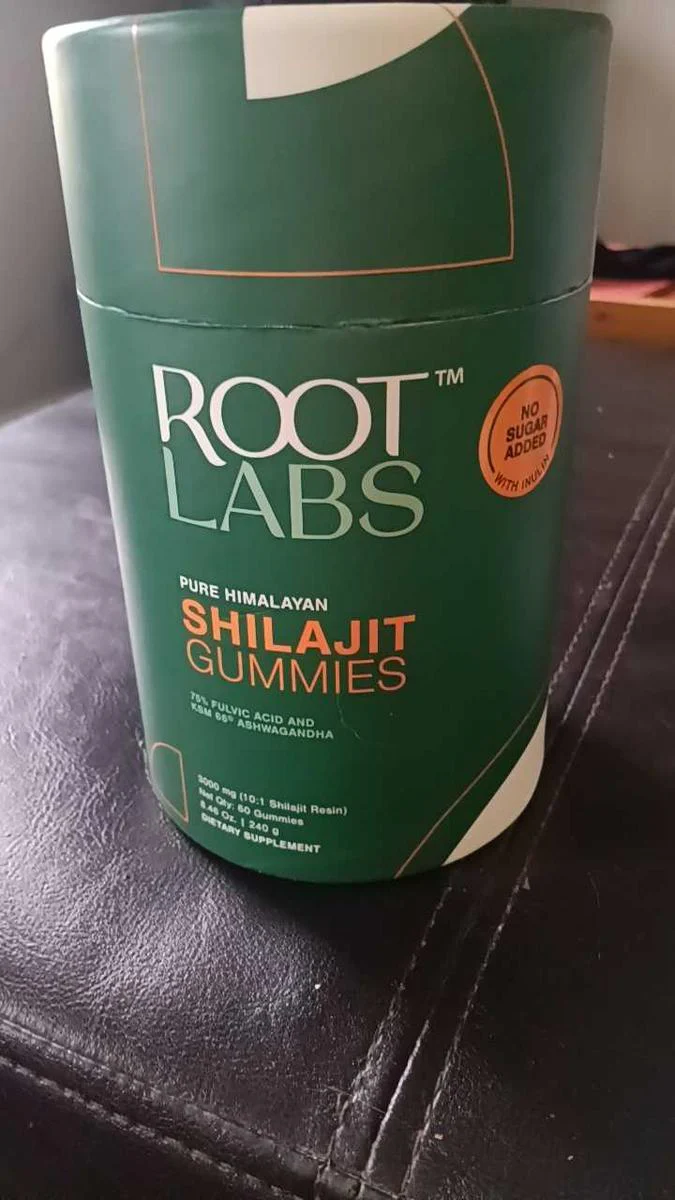 ROOT™
LABS
NO
SUGAR
ADDED
WITH INULIN
PURE HIMALAYAN
SHILAJIT
GUMMIES
75% FULVIC ACID AND
KSM 66® ASHWAGANDHA
3000 mg (10:1 Shilajit Resin)
Net Qty: 60 Gummies
8.46 Oz. | 240 g
DIETARY SUPPLEMENT